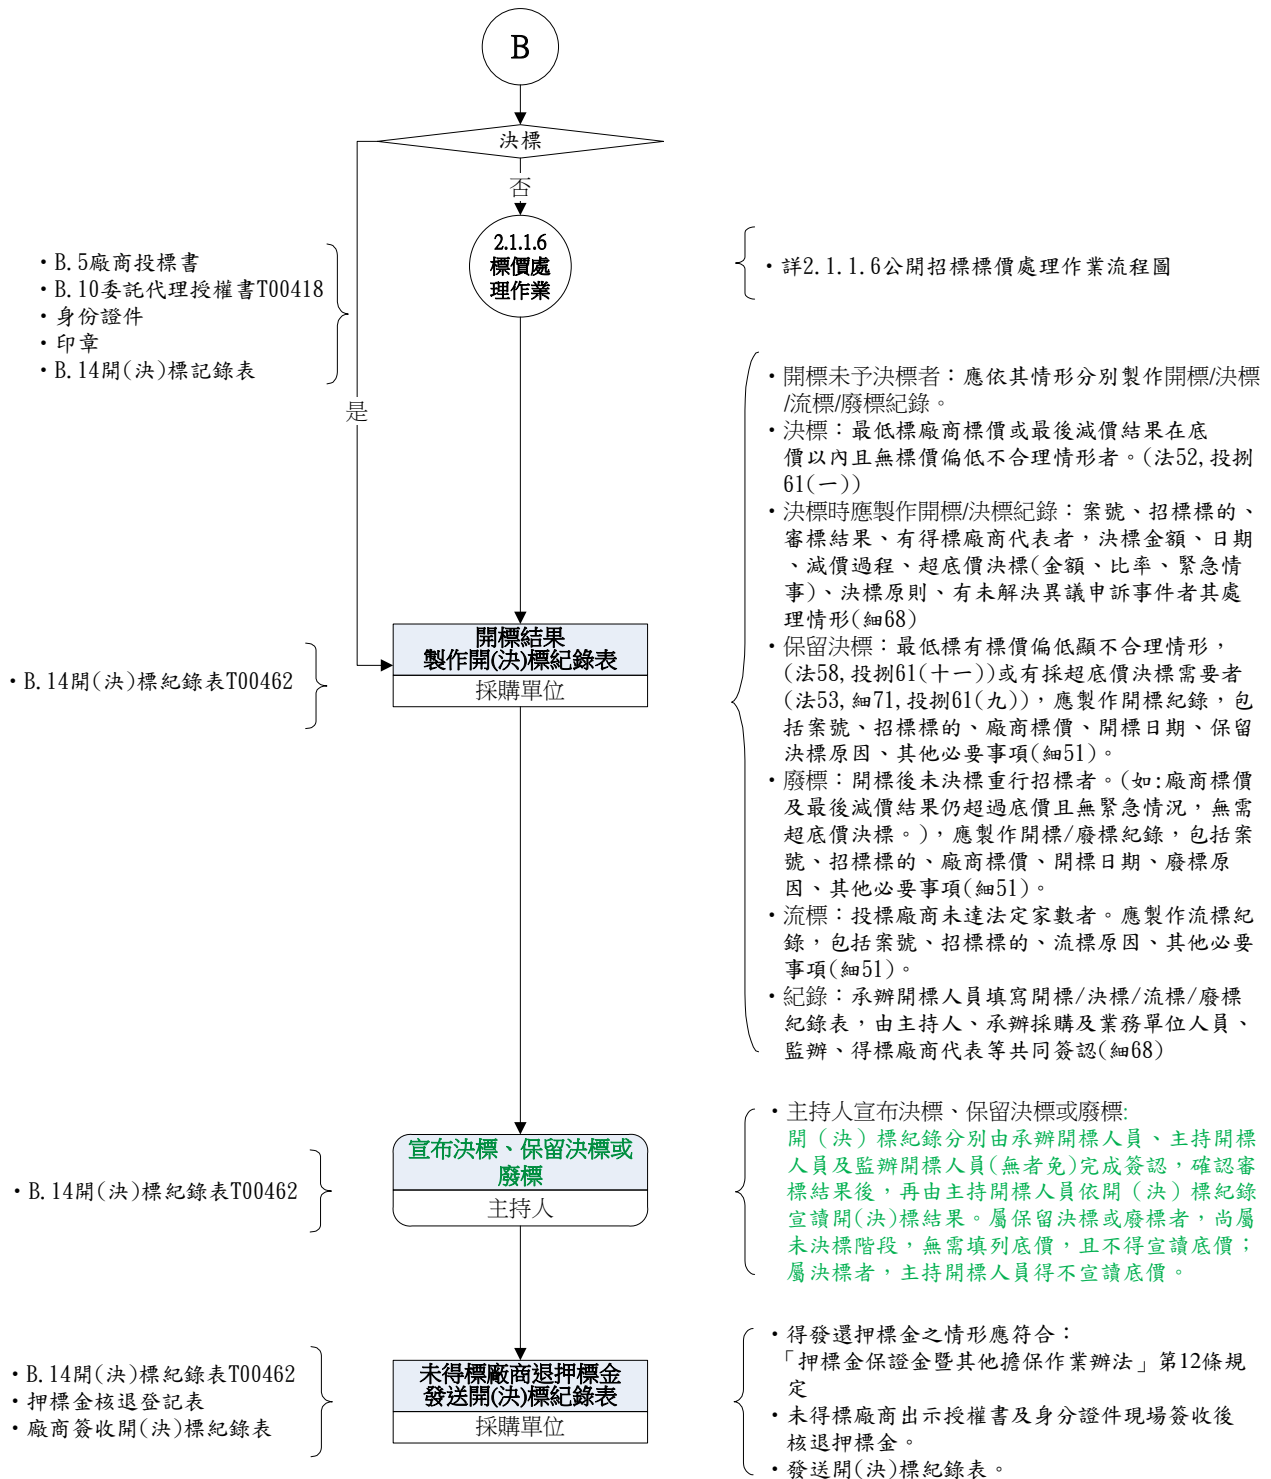 B
決標
否
2.1.1.6
標價處
理作業
・B.5廠商投標書
・B.10委託代理授權書T00418
・身份證件
・印章
・B.14開(決)標記錄表
・詳2.1.1.6公開招標標價處理作業流程圖
是
・開標未予決標者：應依其情形分別製作開標/決標
/流標/廢標紀錄。
・決標：最低標廠商標價或最後減價結果在底
價以內且無標價偏低不合理情形者。(法52,投捌
61(一))
・決標時應製作開標/決標紀錄：案號、招標標的、
審標結果、有得標廠商代表者，決標金額、日期
、減價過程、超底價決標(金額、比率、緊急情
事)、決標原則、有未解決異議申訴事件者其處
理情形(細68)
・保留決標：最低標有標價偏低顯不合理情形，
(法58,投捌61(十一))或有採超底價決標需要者
(法53,細71,投捌61(九))，應製作開標紀錄，包
括案號、招標標的、廠商標價、開標日期、保留
決標原因、其他必要事項(細51)。
・廢標：開標後未決標重行招標者。(如:廠商標價
及最後減價結果仍超過底價且無緊急情況，無需
超底價決標。)，應製作開標/廢標紀錄，包括案
號、招標標的、廠商標價、開標日期、廢標原
因、其他必要事項(細51)。
・流標：投標廠商未達法定家數者。應製作流標紀
錄，包括案號、招標標的、流標原因、其他必要
事項(細51)。
・紀錄：承辦開標人員填寫開標/決標/流標/廢標
紀錄表，由主持人、承辦採購及業務單位人員、
監辦、得標廠商代表等共同簽認(細68)
開標結果
製作開(決)標紀錄表
採購單位
・B.14開(決)標紀錄表T00462
宣布決標、保留決標或
廢標
主持人
・B.14開(決)標紀錄表T00462
・主持人宣布決標、保留決標或廢標:
開（決）標紀錄分別由承辦開標人員、主持開標
人員及監辦開標人員(無者免)完成簽認，確認審
標結果後，再由主持開標人員依開（決）標紀錄
宣讀開(決)標結果。屬保留決標或廢標者，尚屬
未決標階段，無需填列底價，且不得宣讀底價；
屬決標者，主持開標人員得不宣讀底價。
未得標廠商退押標金
發送開(決)標紀錄表
採購單位
・B.14開(決)標紀錄表T00462
・押標金核退登記表
・廠商簽收開(決)標紀錄表
・得發還押標金之情形應符合：
「押標金保證金暨其他擔保作業辦法」第12條規
定
・未得標廠商出示授權書及身分證件現場簽收後
核退押標金。
・發送開(決)標紀錄表。